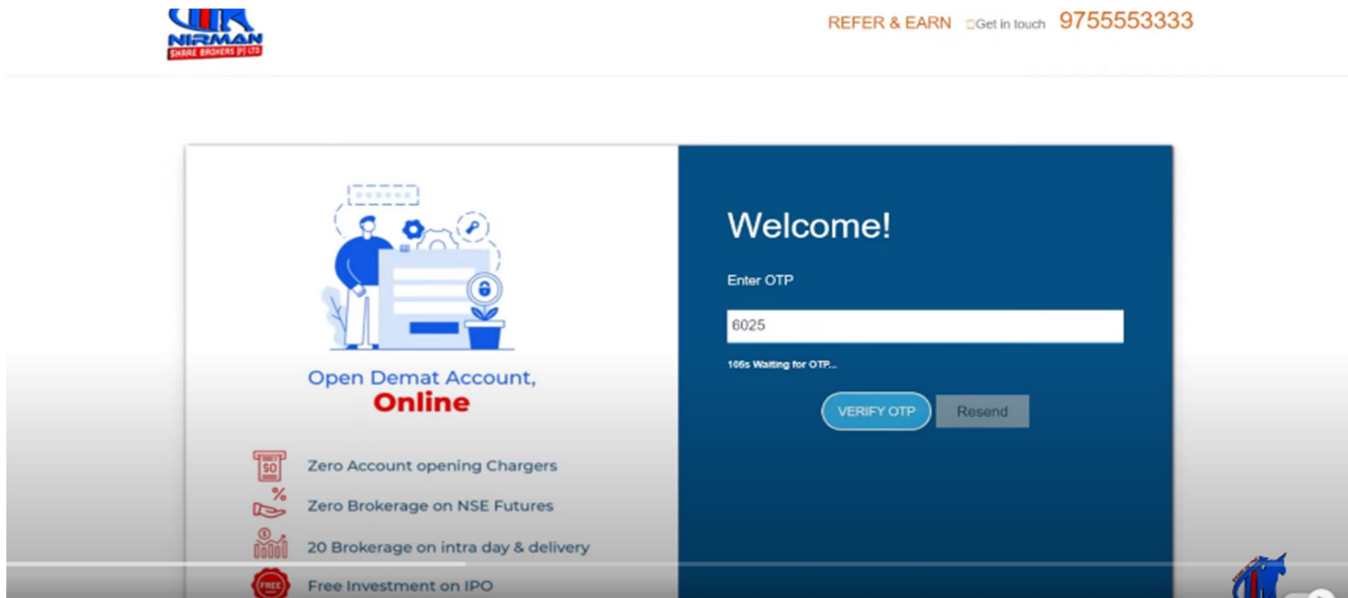 NIRMAN
SHARE BROKERS (P) LTD
REFER & EARN Get in touch 9755553333
Welcome!
Enter OTP
6025
106s Waiting for OTP...
VERIFY OTP Resend
Open Demat Account,
Online
$0 Zero Account opening Chargers
% Zero Brokerage on NSE Futures
$ 20 Brokerage on intra day & delivery
FREE Free Investment on IPO